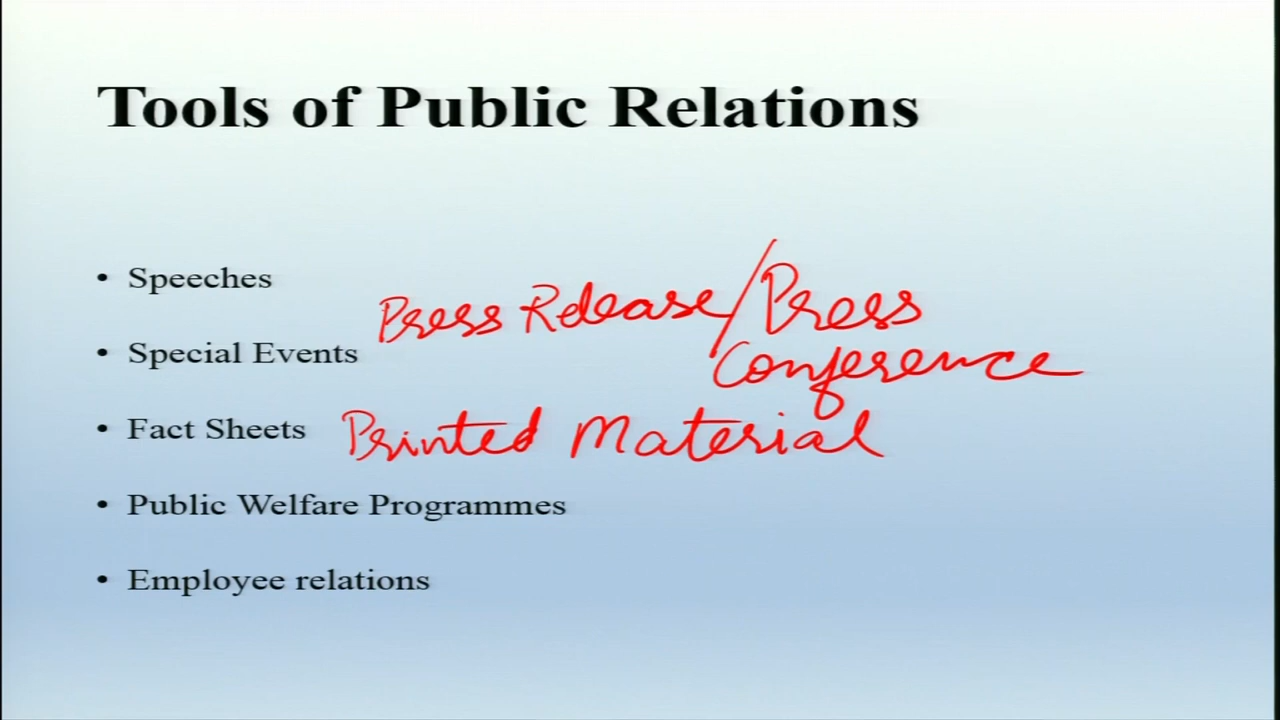 Tools of Public Relations
• Speeches
Press Release/Press
• Special Events
Conference
• Fact Sheets
Printed Material
• Public Welfare Programmes
• Employee relations